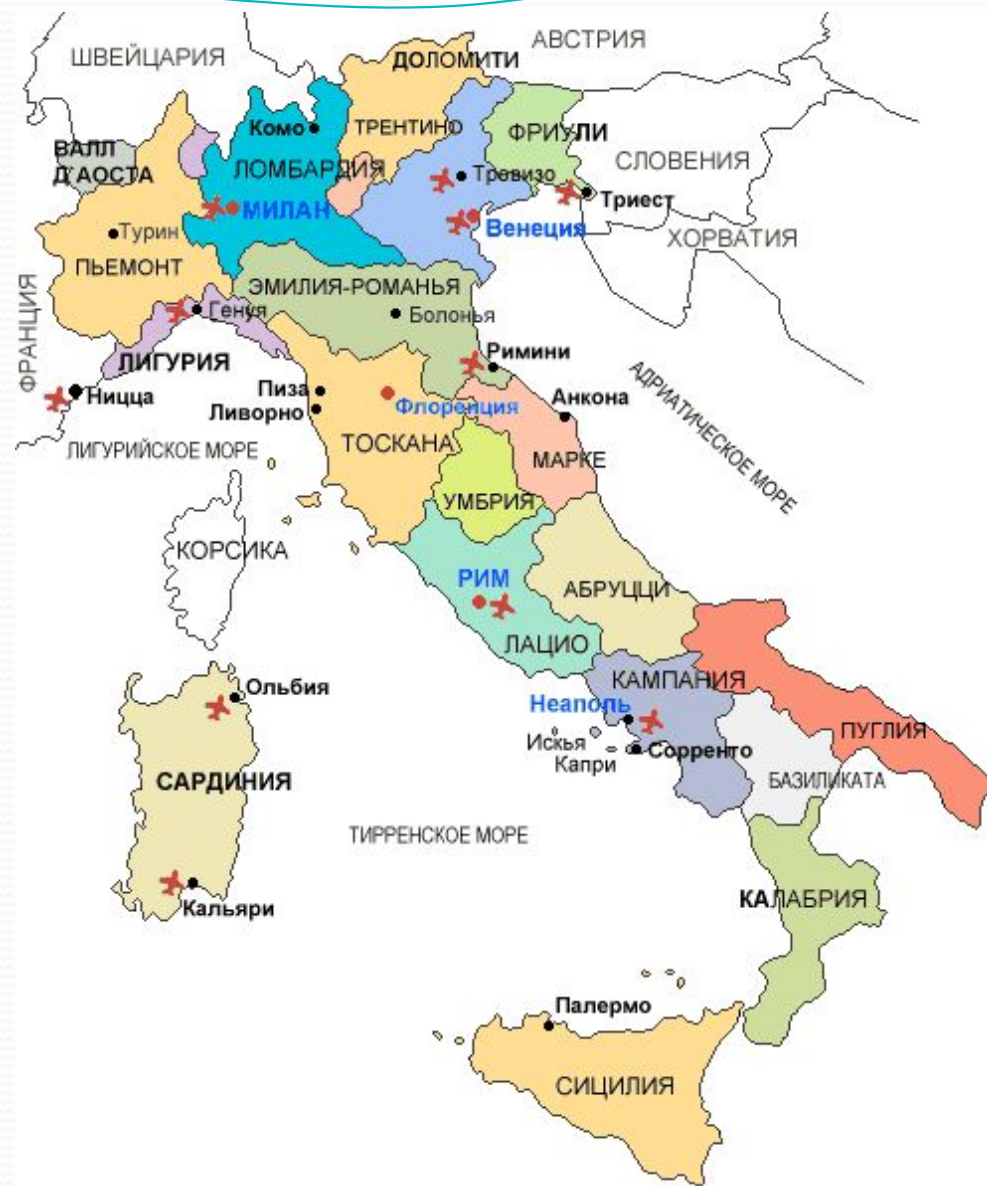 АВСТРИЯ
ШВЕЙЦАРИЯ
ДОЛОМИТИ
Комо
ТРЕНТИНО
ФРИУЛИ
ВАЛЛ
Д'АОСТА
ЛОМБАРДИЯ
СЛОВЕНИЯ
Тровизо
Триест
МИЛАН
Венеция
Турин
ХОРВАТИЯ
ПЬЕМОНТ
ЭМИЛИЯ-РОМАНЬЯ
ФРАНЦИЯ
Генуя
Болонья
ЛИГУРИЯ
Римини
Ницца
Пиза
Ливорно
Флоренция
Анкона
АДРИАТИЧЕСКОЕ МОРЕ
ЛИГУРИЙСКОЕ МОРЕ
ТОСКАНА
МАРКЕ
УМБРИЯ
КОРСИКА
РИМ
АБРУЦЦИ
ЛАЦИО
КАМПАНИЯ
Ольбия
Неаполь
ПУГЛИЯ
Искья
Капри
Сорренто
САРДИНИЯ
БАЗИЛИКАТА
ТИРРЕНСКОЕ МОРЕ
Кальяри
КАЛАБРИЯ
Палермо
СИЦИЛИЯ